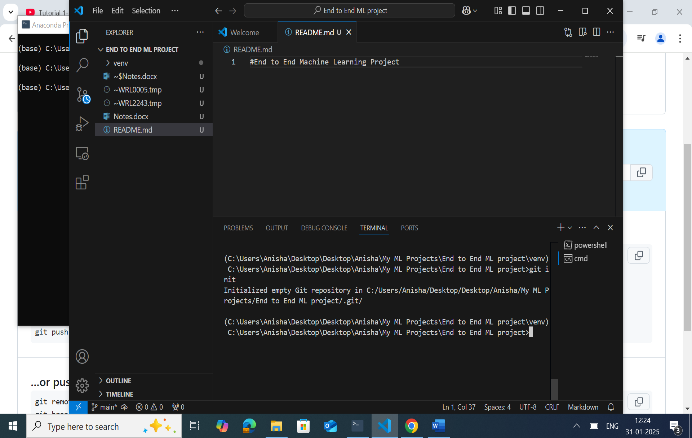 Tutorial 1
Anaconda Pr
File Edit Selection ...
End to End ML project
(base) C:\Use
(base) C:\Use
(base) C:\Use
EXPLORER
END TO END ML PROJECT
venv
~$Notes.docx U
~WRL0005.tmp U
~WRL2243.tmp U
Notes.docx U
README.md U
OUTLINE
TIMELINE
Welcome
README.md U
README.md
1 #End to End Machine Learning Project
PROBLEMS OUTPUT DEBUG CONSOLE TERMINAL PORTS
powershell
cmd
(C:\Users\Anisha\Desktop\Desktop\Anisha\My ML Projects\End to End ML project\venv)
C:\Users\Anisha\Desktop\Desktop\Anisha\My ML Projects\End to End ML project>git i
nit
Initialized empty Git repository in C:/Users/Anisha/Desktop/Desktop/Anisha/My ML P
rojects/End to End ML project/.git/
(C:\Users\Anisha\Desktop\Desktop\Anisha\My ML Projects\End to End ML project\venv)
C:\Users\Anisha\Desktop\Desktop\Anisha\My ML Projects\End to End ML project>
git push
...or pus
git remo
main* 0 0 0 Ln 1, Col 37 Spaces: 4 UTF-8 CRLF Markdown
Type here to search
ENG
12:24
31-01-2025
3